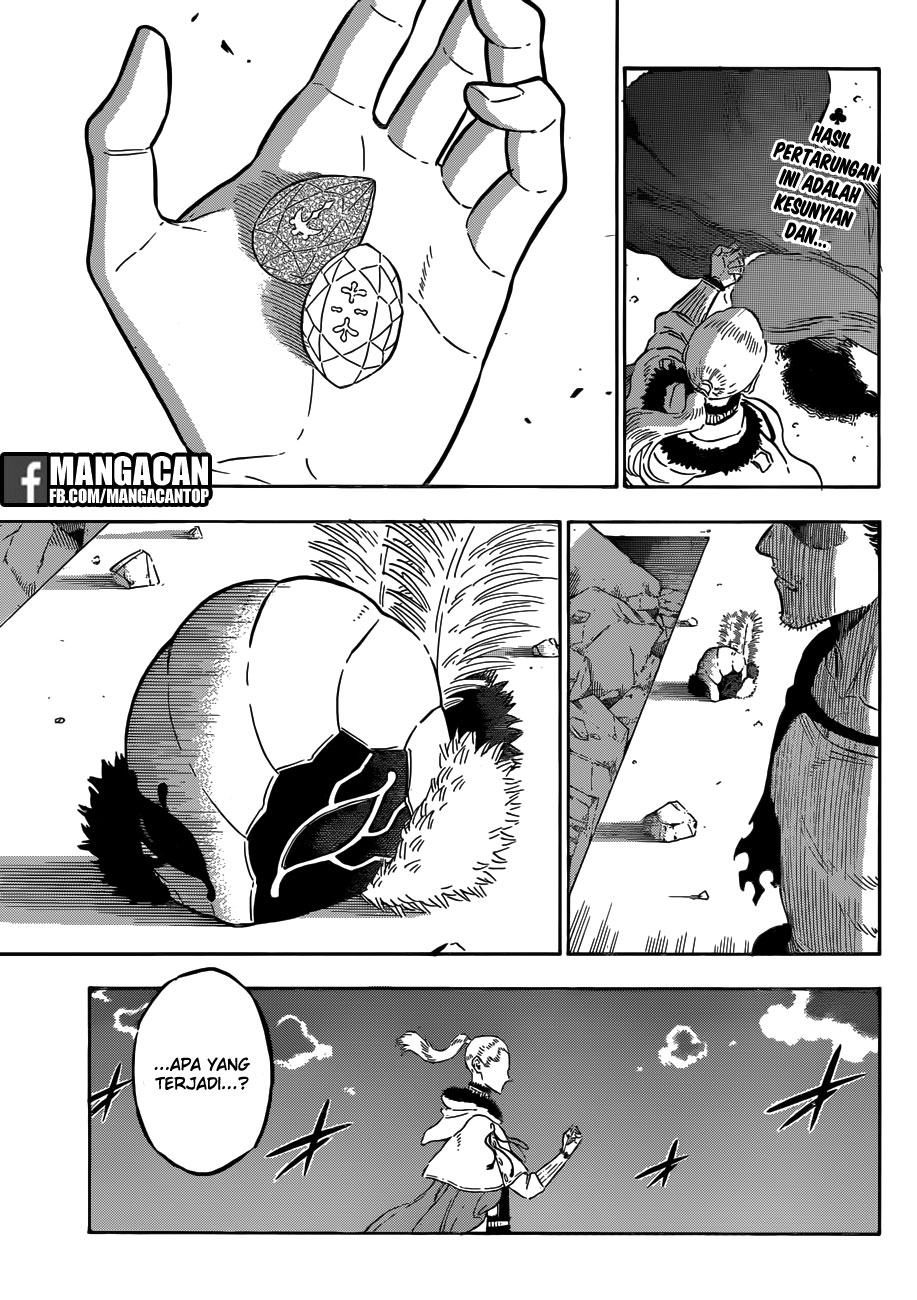 HASIL
PERTARUNGAN
INI ADALAH
KESUNYIAN
DAN...
f MANGACAN
FB.COM/MANGACANTOP
...APA YANG
TERJADI...?